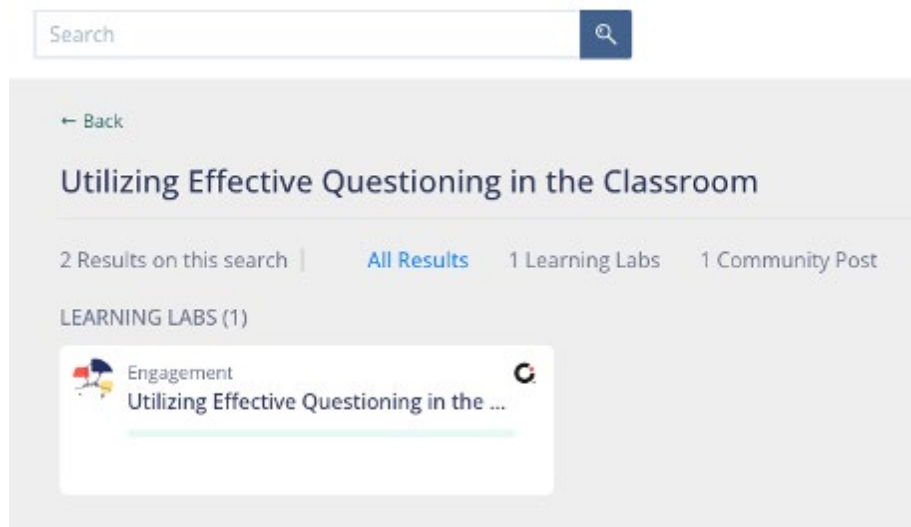 Search
← Back
Utilizing Effective Questioning in the Classroom
2 Results on this search | All Results 1 Learning Labs 1 Community Post
LEARNING LABS (1)
Engagement
Utilizing Effective Questioning in the ...